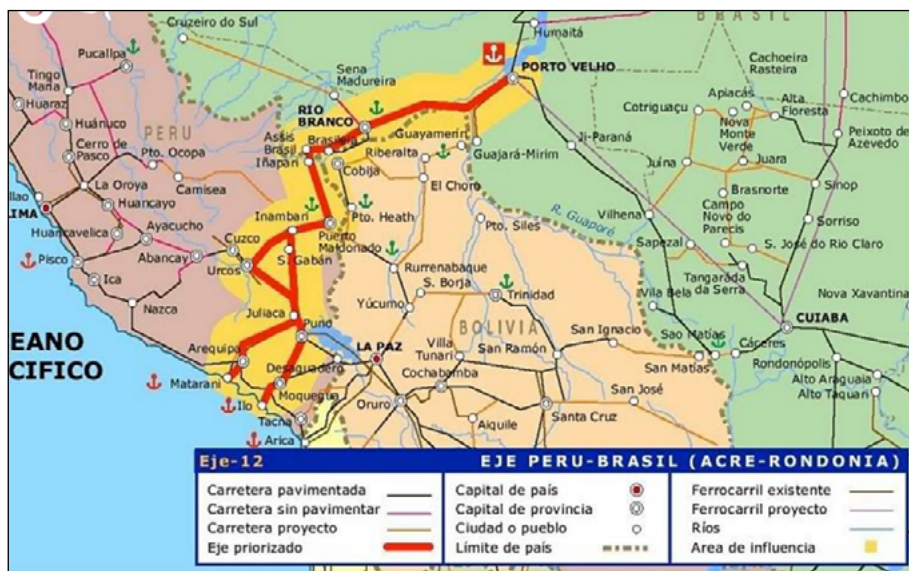 Cruzeiro do Sul
BRASIL
Humaitá
Pucallpa
PORTO VELHO
Cachoeira
Rasteira
Tingo
María
Sena
Madureira
Cachimbo
Huaraz
RIO
BRANCO
Cotriguaçu
Apiacás
Alta
Floresta
Huánuco
PERU
Assis
Brasil
Brasileia
Guayamerín
Nova
Monte
Verde
Peixoto de
Azevedo
Cerro de
Pasco
Pto. Ocopa
Iñapari
Riberalta
Guajará-Mirim
Ji-Paraná
Juína
Juara
Cobija
La Oroya
Camisea
El Choro
Brasnorte
Sinop
llao
LIMA
Huancayo
Inambari
Pto. Heath
R. Guaporé
Vilhena
Campo
Novo do
Parecis
Sorriso
Huancavelica
Ayacucho
Cuzco
Puerto
Maldonado
Pto. Siles
Sapezal
S. José do Rio Claro
Pisco
Abancay
Urcos
S. Gabán
Rurrenabaque
Tangaráda
da Serra
Ica
S. Borja
Trinidad
Vila Bela
Nova Xavantina
Nazca
Juliaca
Yúcumo
Puno
BOLIVIA
San Ignacio
Sao Matías
CUIABA
EANO
CIFICO
Arequipa
LA PAZ
Villa
Tunari
San Ramón
San Matías
Cáceres
Rondonópolis
Desaguadero
Cochabamba
Matarani
Moquegua
San José
Alto Araguaia
Alto Taquari
Ilo
Oruro
Santa Cruz
Tacna
Aiquile
Arica
Eje-12
EJE PERU-BRASIL (ACRE-RONDONIA)
Carretera pavimentada
Capital de país
Ferrocarril existente
Carretera sin pavimentar
Capital de provincia
Ferrocarril proyecto
Carretera proyecto
Ciudad o pueblo
Ríos
Eje priorizado
Límite de país
Area de influencia